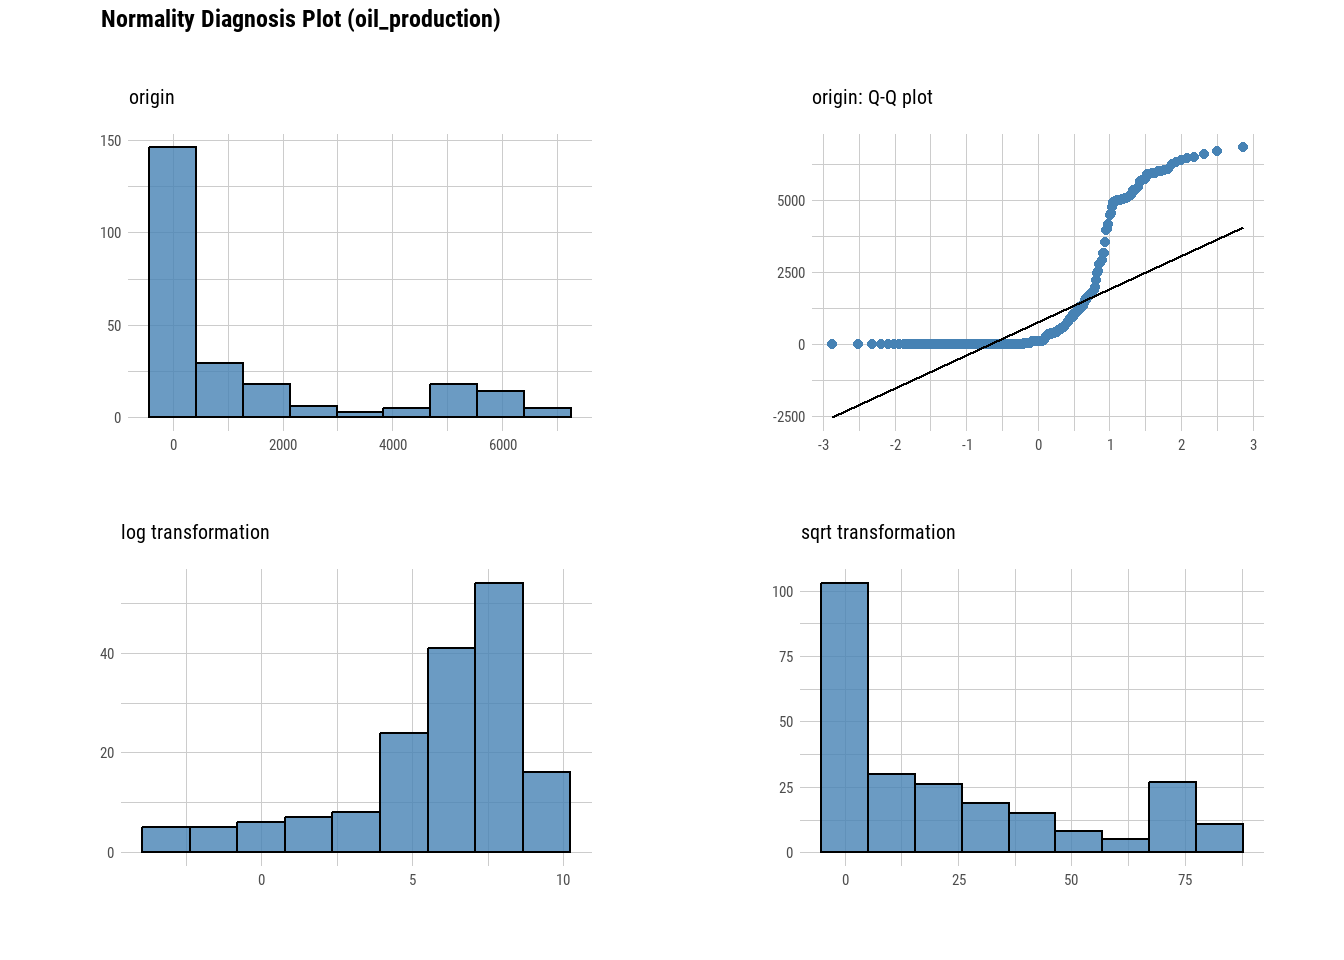 Normality Diagnosis Plot (oil_production)
origin
150
100
50
0
0 2000 4000 6000
origin: Q-Q plot
5000
2500
0
-2500
-3 -2 -1 0 1 2 3
log transformation
40
20
0
0 5 10
sqrt transformation
100
75
50
25
0
0 25 50 75